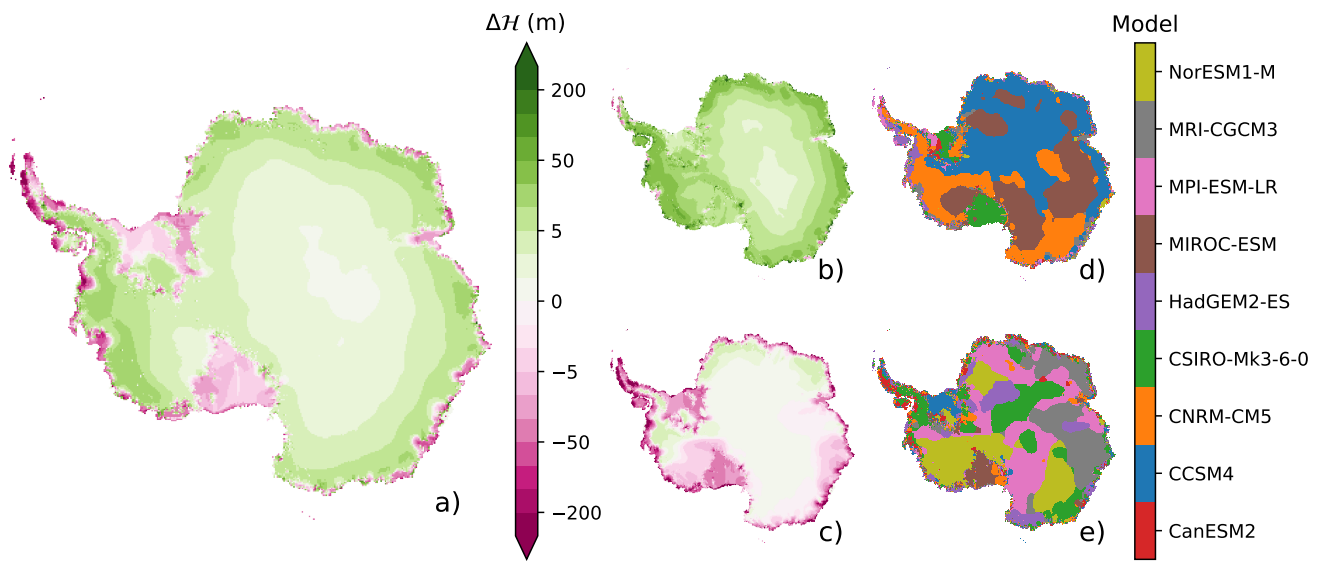 Δℋ (m)
200
50
5
0
−5
−50
−200
a)
b)
c)
d)
e)
Model
NorESM1-M
MRI-CGCM3
MPI-ESM-LR
MIROC-ESM
HadGEM2-ES
CSIRO-Mk3-6-0
CNRM-CM5
CCSM4
CanESM2